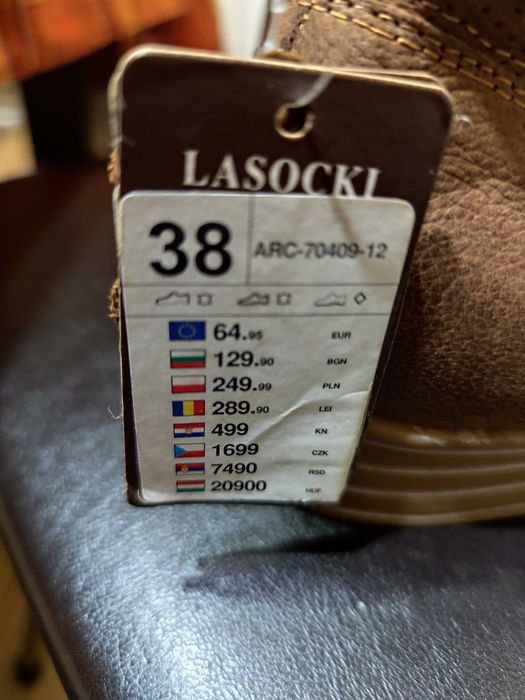 LASOCKI
38 ARC-70409-12
64.95 EUR
129.90 BGN
249.99 PLN
289.90 LEI
499 KN
1699 CZK
7490 RSD
20900 HUF